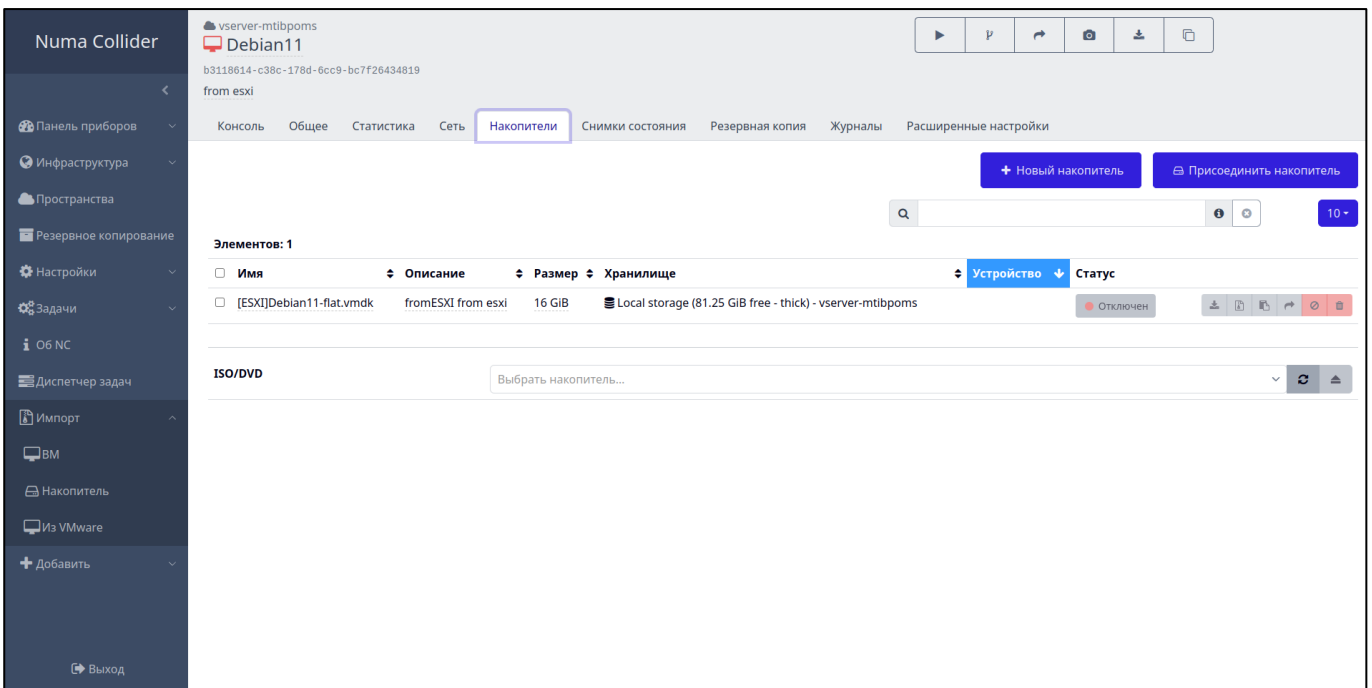 Numa Collider
vserver-mtibpoms
Debian11
b3118614-c38c-178d-6cc9-bc7f26434819
from esxi
Консоль Общее Статистика Сеть Накопители Снимки состояния Резервная копия Журналы Расширенные настройки
Панель приборов
Инфраструктура
Пространства
Резервное копирование
Настройки
Задачи
Об NC
Диспетчер задач
Импорт
ВМ
Накопитель
Из VMware
Добавить
Выход
+ Новый накопитель Присоединить накопитель
10
Элементов: 1
Имя Описание Размер Хранилище Устройство Статус
[ESXI]Debian11-flat.vmdk fromESXI from esxi 16 GiB Local storage (81.25 GiB free - thick) - vserver-mtibpoms Отключен
ISO/DVD Выбрать накопитель...